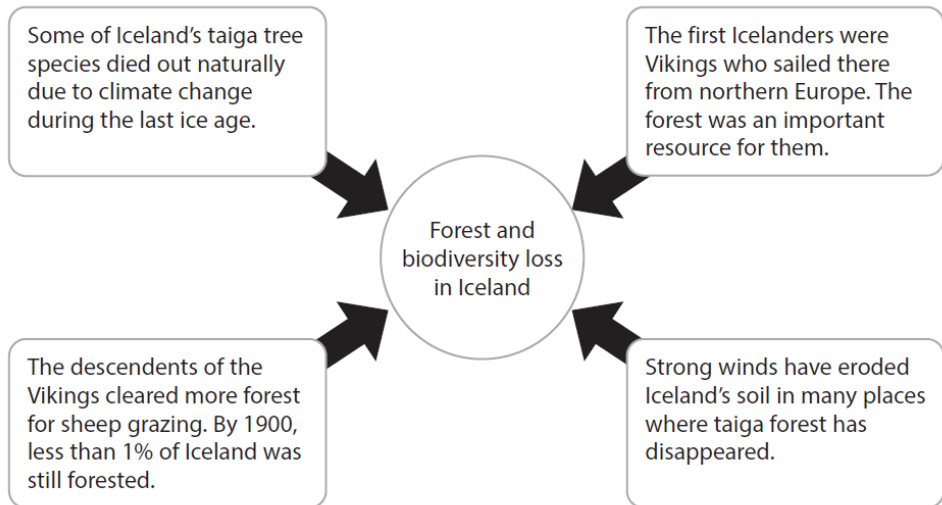 Some of Iceland's taiga tree
species died out naturally
due to climate change
during the last ice age.
The first Icelanders were
Vikings who sailed there
from northern Europe. The
forest was an important
resource for them.
Forest and
biodiversity loss
in Iceland
The descendents of the
Vikings cleared more forest
for sheep grazing. By 1900,
less than 1% of Iceland was
still forested.
Strong winds have eroded
Iceland's soil in many places
where taiga forest has
disappeared.